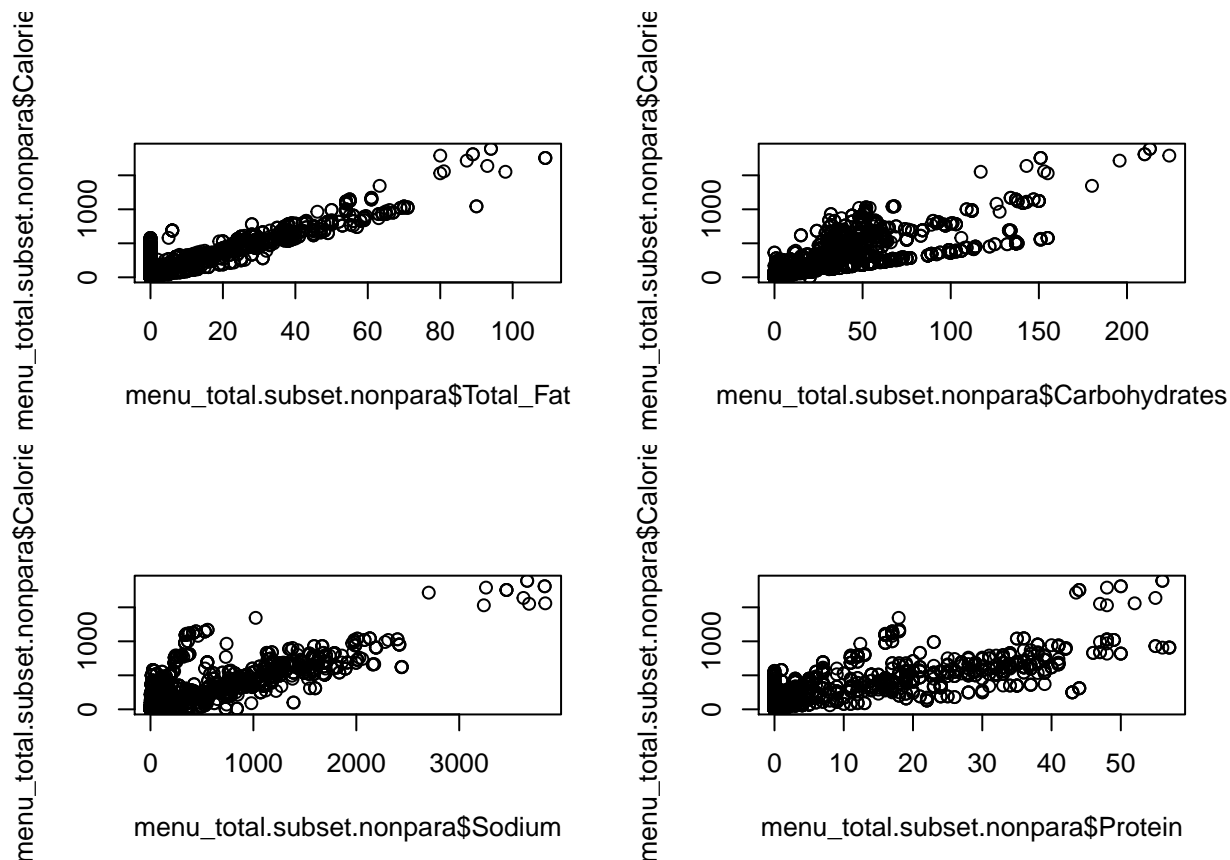 menu_total.subset.nonpara$Calorie
1000
0
0 20 40 60 80 100
menu_total.subset.nonpara$Total_Fat
menu_total.subset.nonpara$Calorie
1000
0
0 50 100 150 200
menu_total.subset.nonpara$Carbohydrates
menu_total.subset.nonpara$Calorie
1000
0
0 1000 2000 3000
menu_total.subset.nonpara$Sodium
menu_total.subset.nonpara$Calorie
1000
0
0 10 20 30 40 50
menu_total.subset.nonpara$Protein